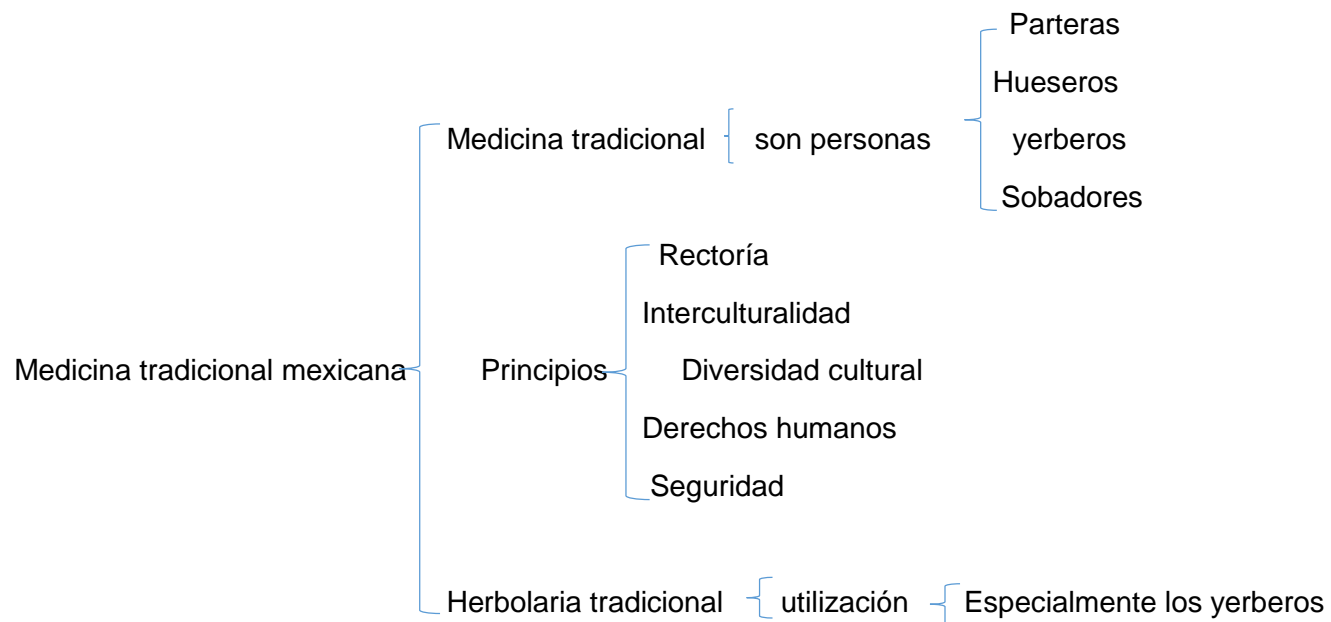 Parteras
Hueseros
Medicina tradicional son personas yerberos
Sobadores
Rectoría
Interculturalidad
Medicina tradicional mexicana Principios Diversidad cultural
Derechos humanos
Seguridad
Herbolaria tradicional utilización Especialmente los yerberos